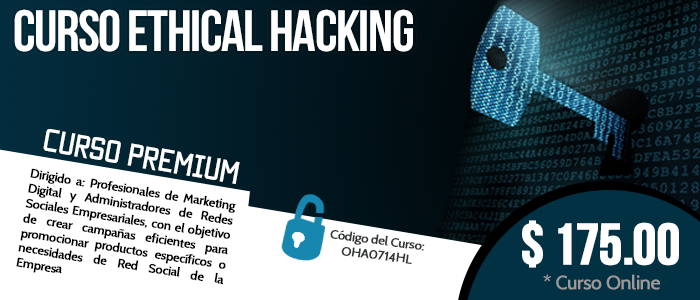 CURSO ETHICAL HACKING
CURSO PREMIUM
Dirigido a: Profesionales de Marketing
Digital y Administradores de Redes
Sociales Empresariales, con el objetivo
de crear campañas eficientes para
promocionar productos especificos o
necesidades de Red Social de la
Empresa
Código del Curso:
OHA0714HL
$ 175.00
* Curso Online